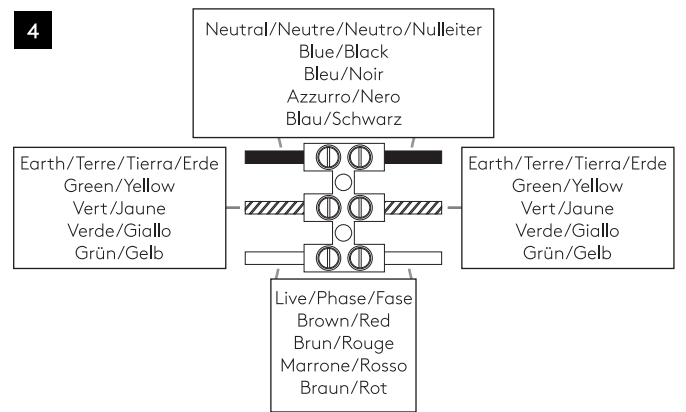 4
Neutral/Neutre/Neutro/Nulleiter
Blue/Black
Bleu/Noir
Azzurro/Nero
Blau/Schwarz
Earth/Terre/Tierra/Erde
Green/Yellow
Vert/Jaune
Verde/Giallo
Grün/Gelb
Earth/Terre/Tierra/Erde
Green/Yellow
Vert/Jaune
Verde/Giallo
Grün/Gelb
Live/Phase/Fase
Brown/Red
Brun/Rouge
Marrone/Rosso
Braun/Rot